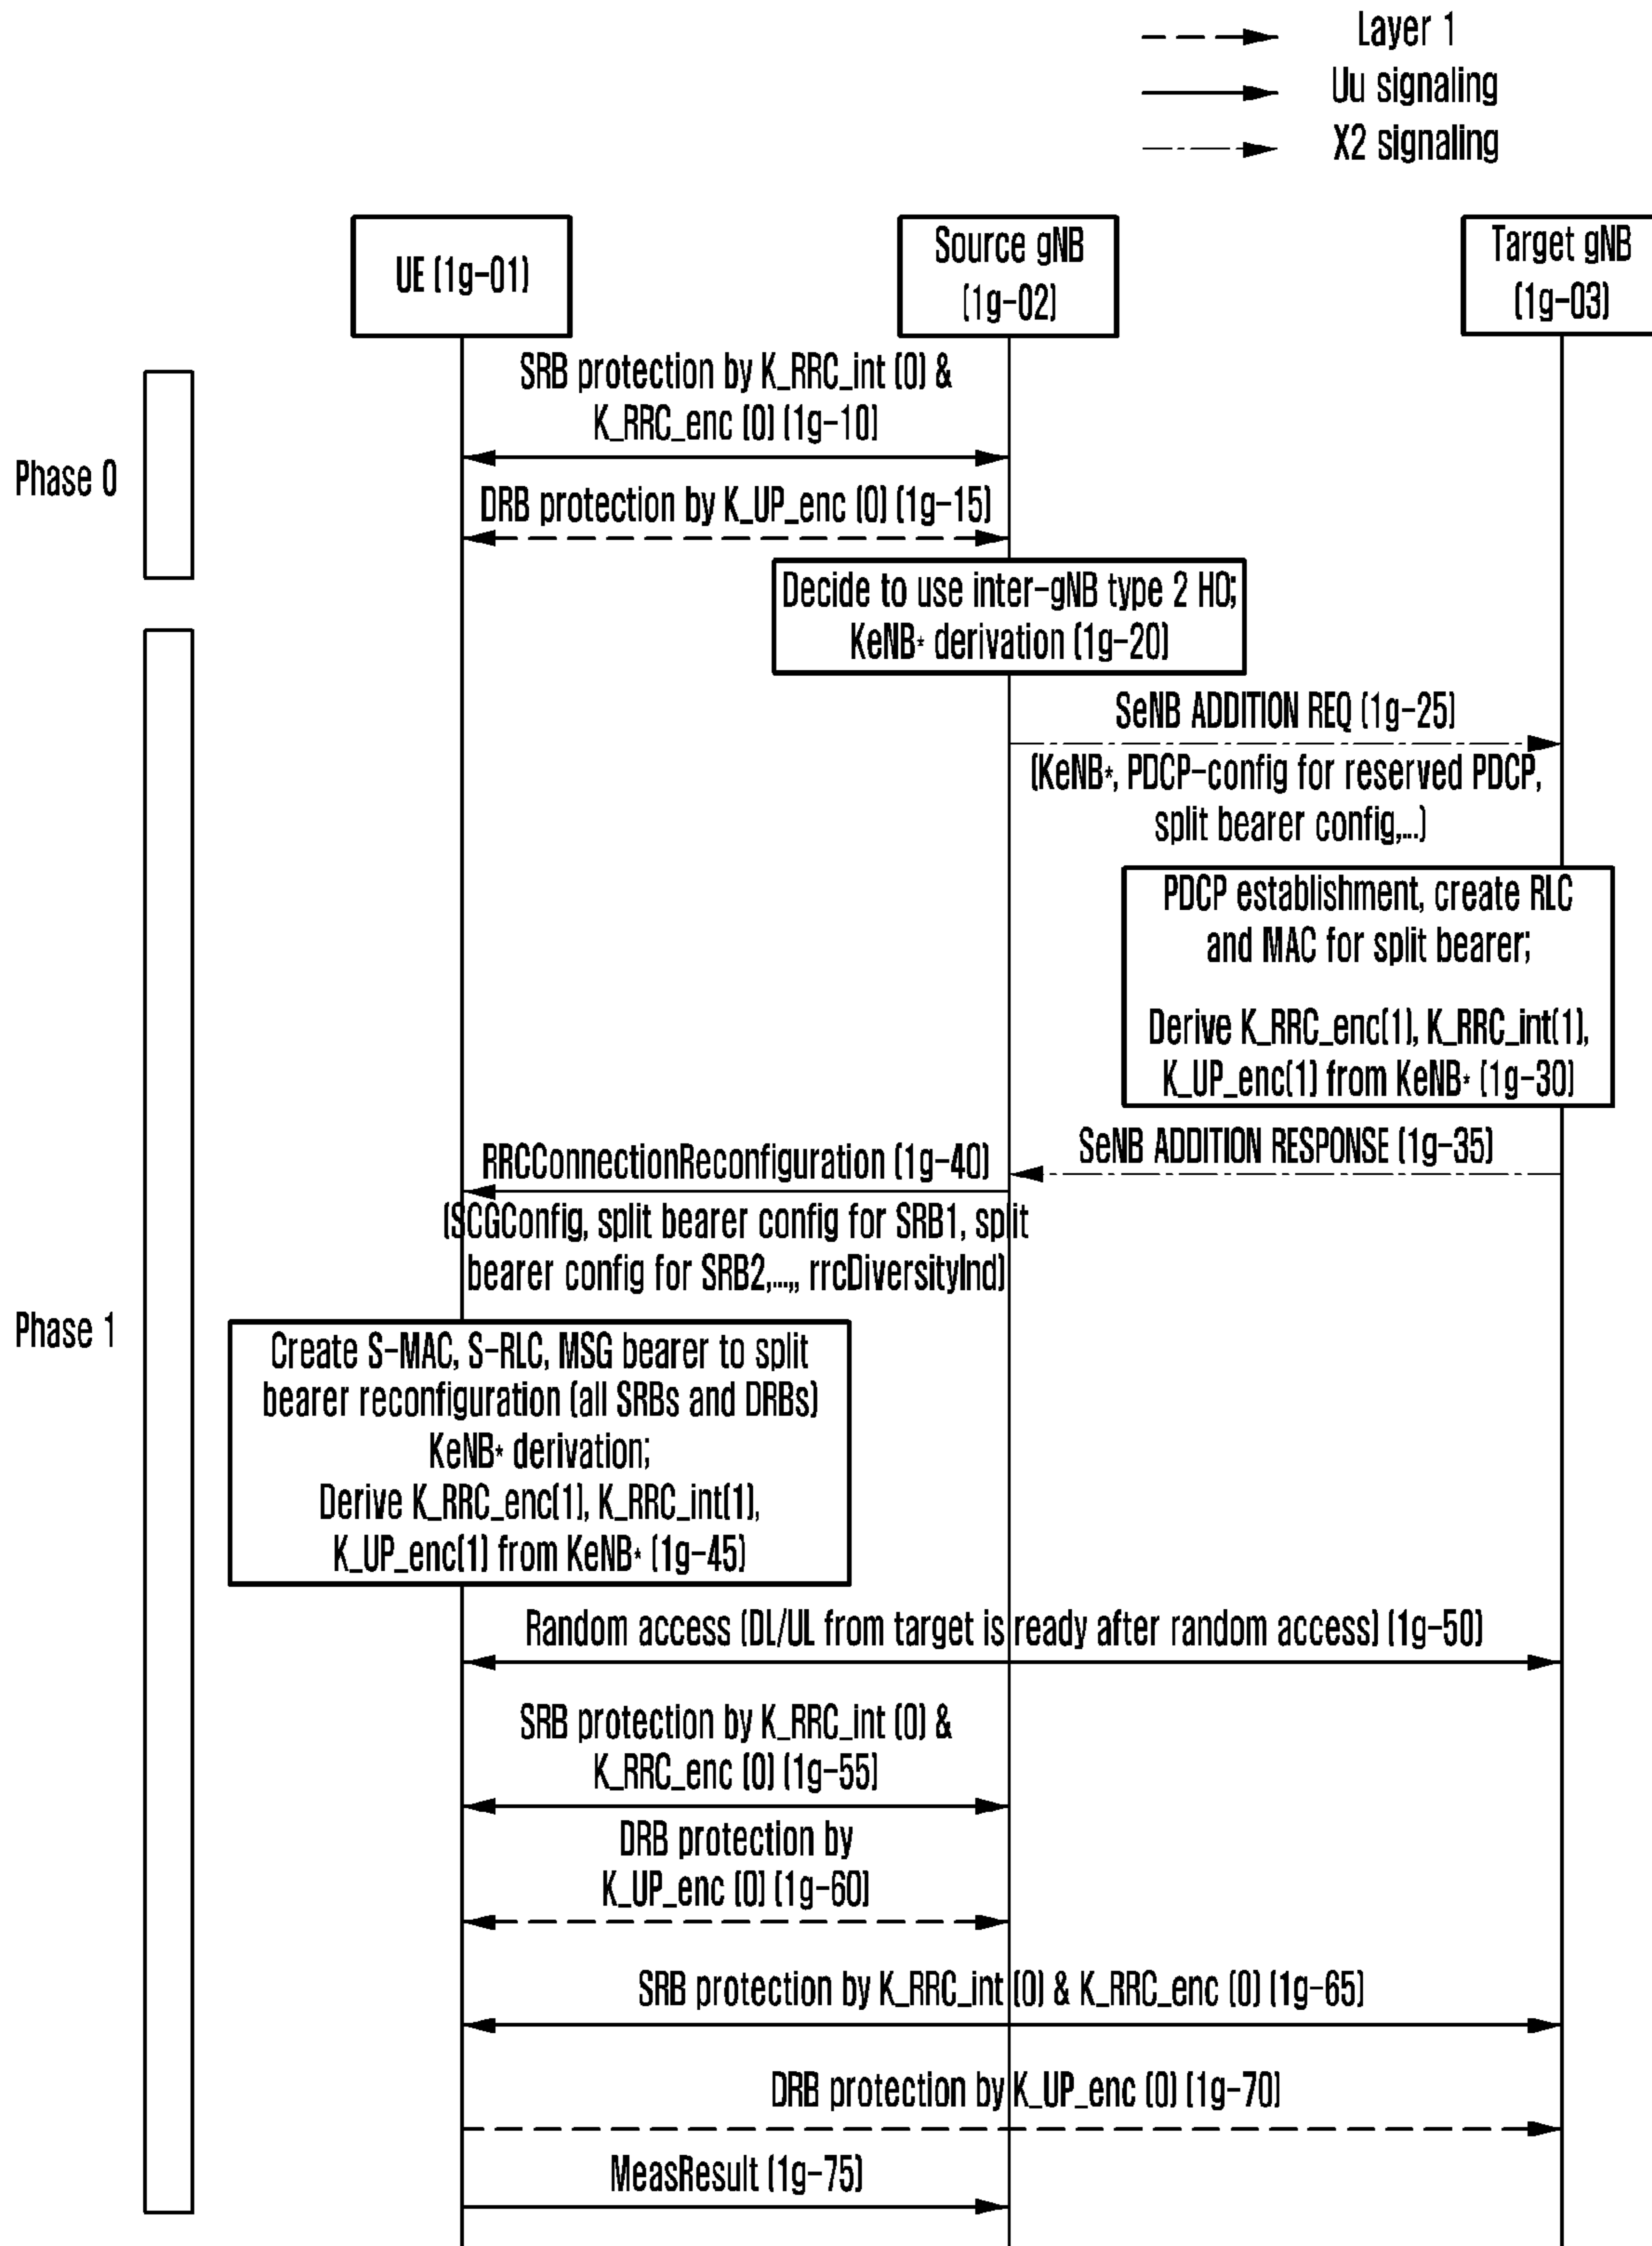 Layer 1
Uu signaling
X2 signaling
UE (1g-01)
Source gNB
(1g-02)
Target gNB
(1g-03)
Phase 0
SRB protection by K_RRC_int (0) &
K_RRC_enc (0) (1g-10)
DRB protection by K_UP_enc (0) (1g-15)
Decide to use inter-gNB type 2 HO;
KeNB* derivation (1g-20)
SeNB ADDITION REQ (1g-25)
(KeNB*, PDCP-config for reserved PDCP,
split bearer config,...)
PDCP establishment, create RLC
and MAC for split bearer;
Derive K_RRC_enc(1), K_RRC_int(1),
K_UP_enc(1) from KeNB* (1g-30)
SeNB ADDITION RESPONSE (1g-35)
RRCConnectionReconfiguration (1g-40)
(SCGConfig, split bearer config for SRB1, split
bearer config for SRB2,...,, rrcDiversityInd)
Phase 1
Create S-MAC, S-RLC, MSG bearer to split
bearer reconfiguration (all SRBs and DRBs)
KeNB* derivation;
Derive K_RRC_enc(1), K_RRC_int(1),
K_UP_enc(1) from KeNB* (1g-45)
Random access (DL/UL from target is ready after random access) (1g-50)
SRB protection by K_RRC_int (0) &
K_RRC_enc (0) (1g-55)
DRB protection by
K_UP_enc (0) (1g-60)
SRB protection by K_RRC_int (0) & K_RRC_enc (0) (1g-65)
DRB protection by K_UP_enc (0) (1g-70)
MeasResult (1g-75)